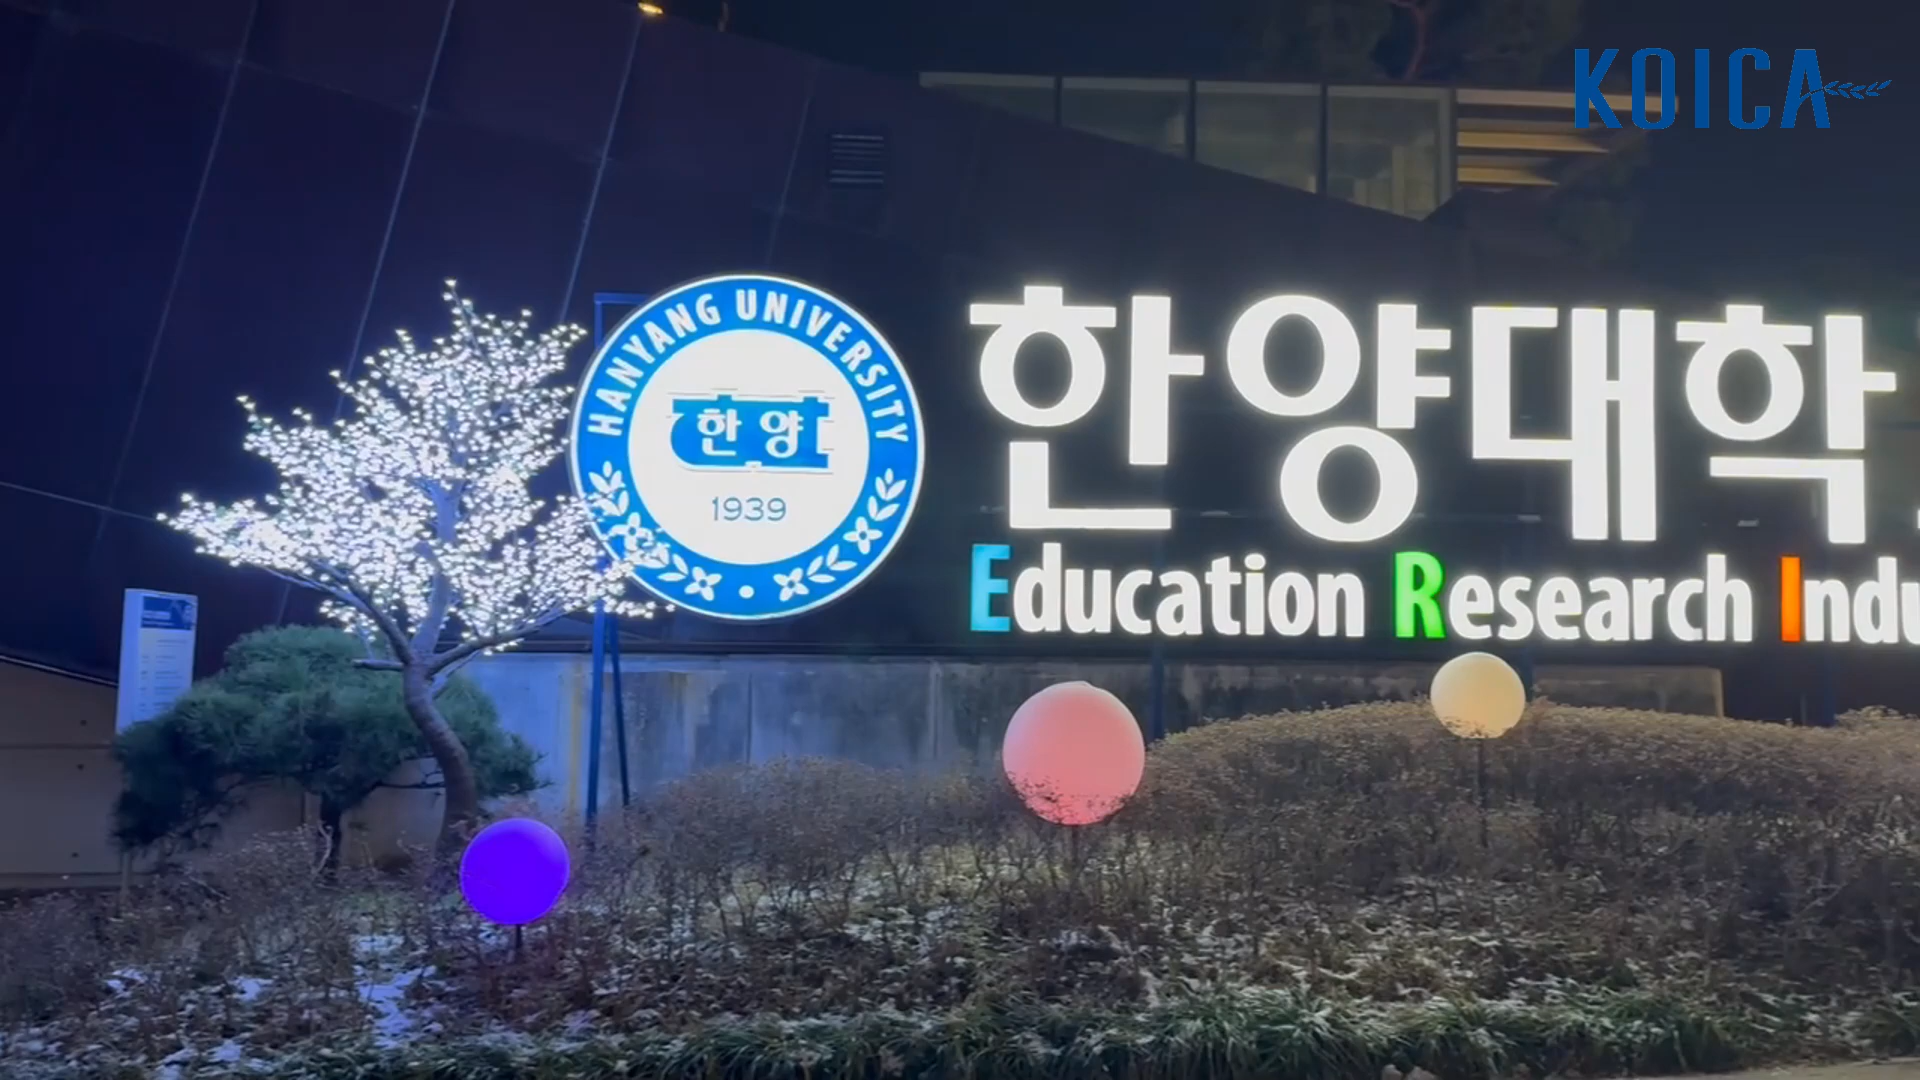 KOICA
HANYANG UNIVERSITY
한양
1939
한양대학
Education Research Indu